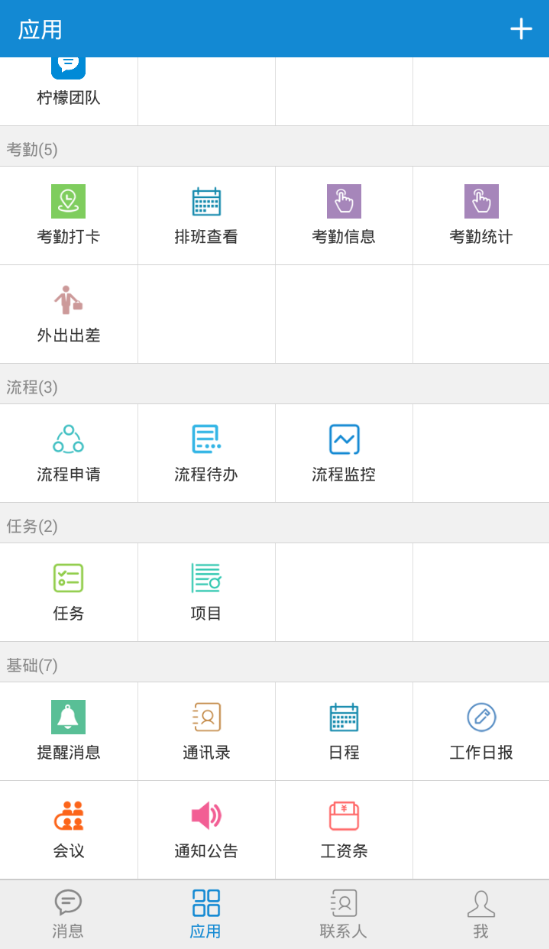 应用
柠檬团队
考勤(5)
考勤打卡 排班查看 考勤信息 考勤统计
外出出差
流程(3)
流程申请 流程待办 流程监控
任务(2)
任务 项目
基础(7)
提醒消息 通讯录 日程 工作日报
会议 通知公告 工资条
消息 应用 联系人 我